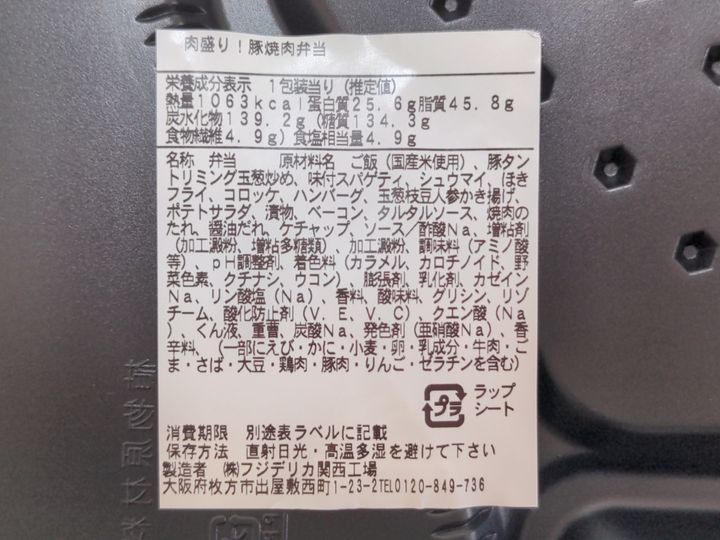 肉盛り！豚焼肉弁当
栄養成分表示　1包装当り（推定値）
熱量1063kcal蛋白質25.6g脂質45.8g
炭水化物139.2g（糖質134.3g
食物繊維4.9g）食塩相当量4.9g
名称　弁当　　原材料名　ご飯（国産米使用）、豚タン
トリミング玉葱炒め、味付スパゲティ、シュウマイ、ほき
フライ、コロッケ、ハンバーグ、玉葱枝豆人参かき揚げ、
ポテトサラダ、漬物、ベーコン、タルタルソース、焼肉の
たれ、醤油だれ、ケチャップ、ソース／酢酸Na、増粘剤
（加工澱粉、増粘多糖類）、加工澱粉、調味料（アミノ酸
等）、pH調整剤、着色料（カラメル、カロチノイド、野
菜色素、クチナシ、ウコン）、膨張剤、乳化剤、カゼイン
Na、リン酸塩（Na）、香料、酸味料、グリシン、リゾ
チーム、酸化防止剤（V.E、V.C）、クエン酸（Na
）、くん液、重曹、炭酸Na、発色剤（亜硝酸Na）、香
辛料、（一部にえび・かに・小麦・卵・乳成分・牛肉・ご
ま・さば・大豆・鶏肉・豚肉・りんご・ゼラチンを含む）
プラ
ラップ
シート
消費期限　別途表ラベルに記載
保存方法　直射日光・高温多湿を避けて下さい
製造者　㈱フジデリカ関西工場
大阪府枚方市出屋敷西町1-23-2TEL0120-849-736